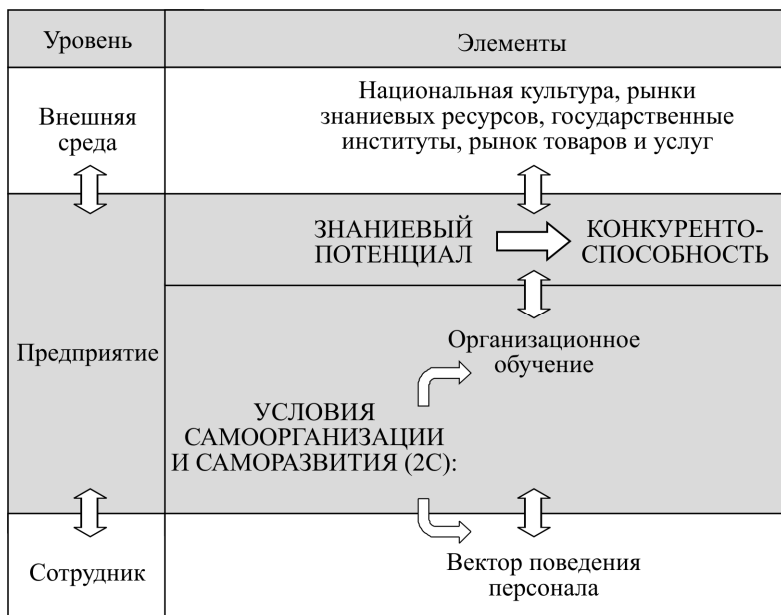 Уровень
Элементы
Внешняя
среда
Национальная культура, рынки
знаниевых ресурсов, государственные
институты, рынок товаров и услуг
Предприятие
ЗНАНИЕВЫЙ
ПОТЕНЦИАЛ
КОНКУРЕНТО-
СПОСОБНОСТЬ
Организационное
обучение
УСЛОВИЯ
САМООРГАНИЗАЦИИ
И САМОРАЗВИТИЯ (2С):
Сотрудник
Вектор поведения
персонала